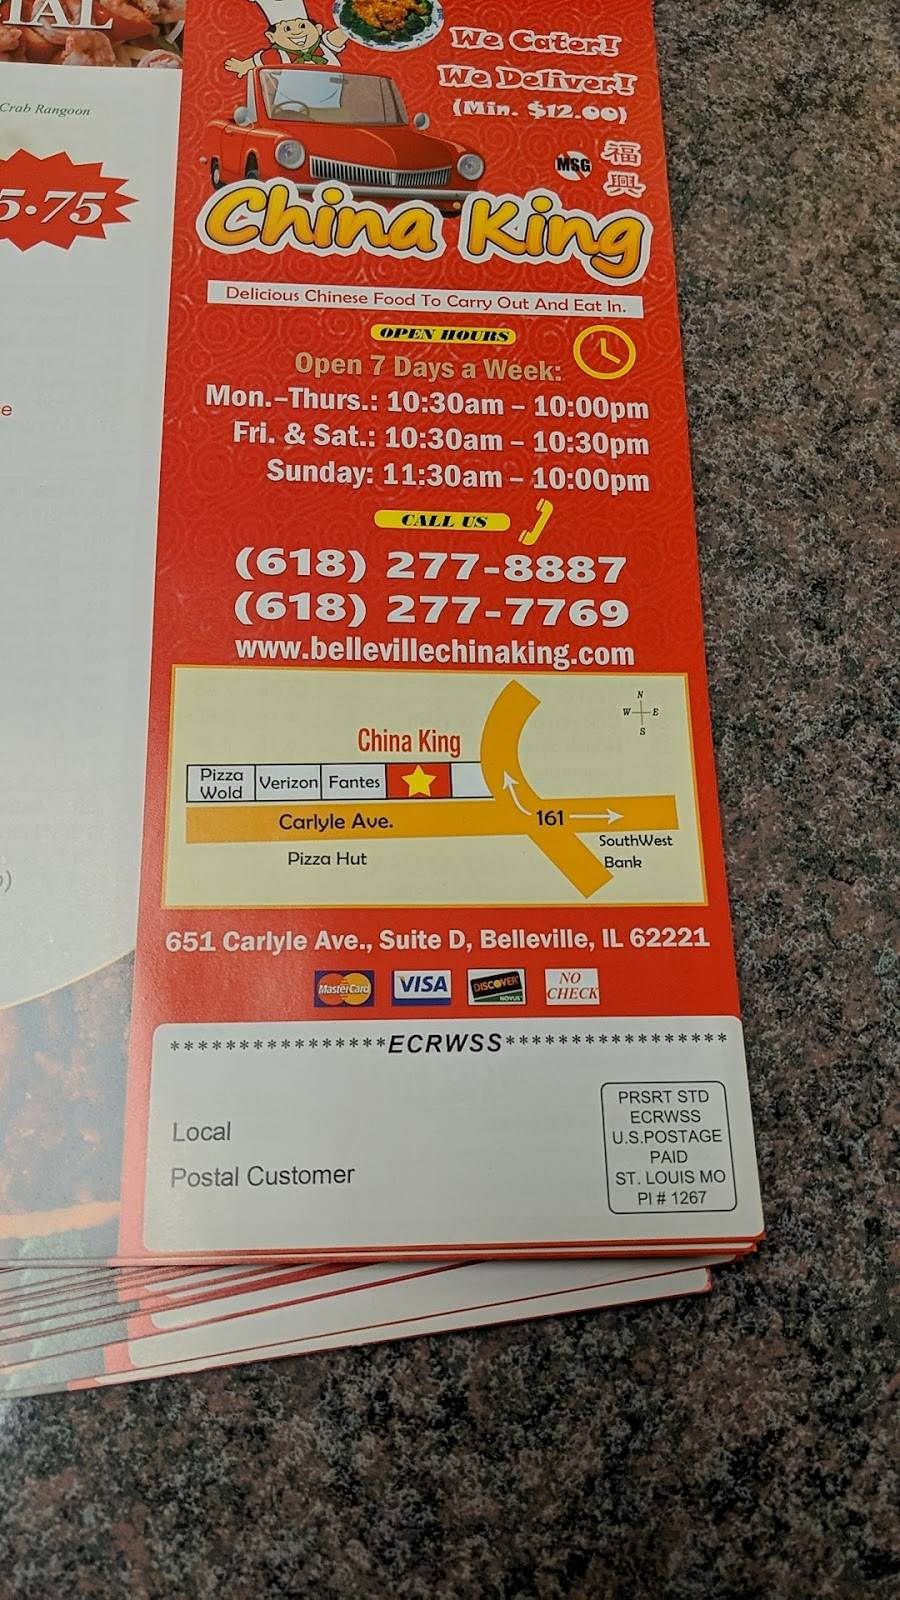 IAL
Crab Rangoon
5.75
We Cater!
We Deliver!
(Min. $12.00)
MSG
福
興
China King
Delicious Chinese Food To Carry Out And Eat In.
OPEN HOURS
Open 7 Days a Week:
Mon.–Thurs.: 10:30am – 10:00pm
Fri. & Sat.: 10:30am – 10:30pm
Sunday: 11:30am – 10:00pm
CALL US
(618) 277-8887
(618) 277-7769
www.bellevillechinaking.com
N
W E
S
China King
Pizza
Wold
Verizon
Fantes
Carlyle Ave.
161
Pizza Hut
SouthWest
Bank
651 Carlyle Ave., Suite D, Belleville, IL 62221
MasterCard
VISA
DISCOVER
NOVUS
NO
CHECK
****************ECRWSS****************
Local
Postal Customer
PRSRT STD
ECRWSS
U.S.POSTAGE
PAID
ST. LOUIS MO
PI # 1267